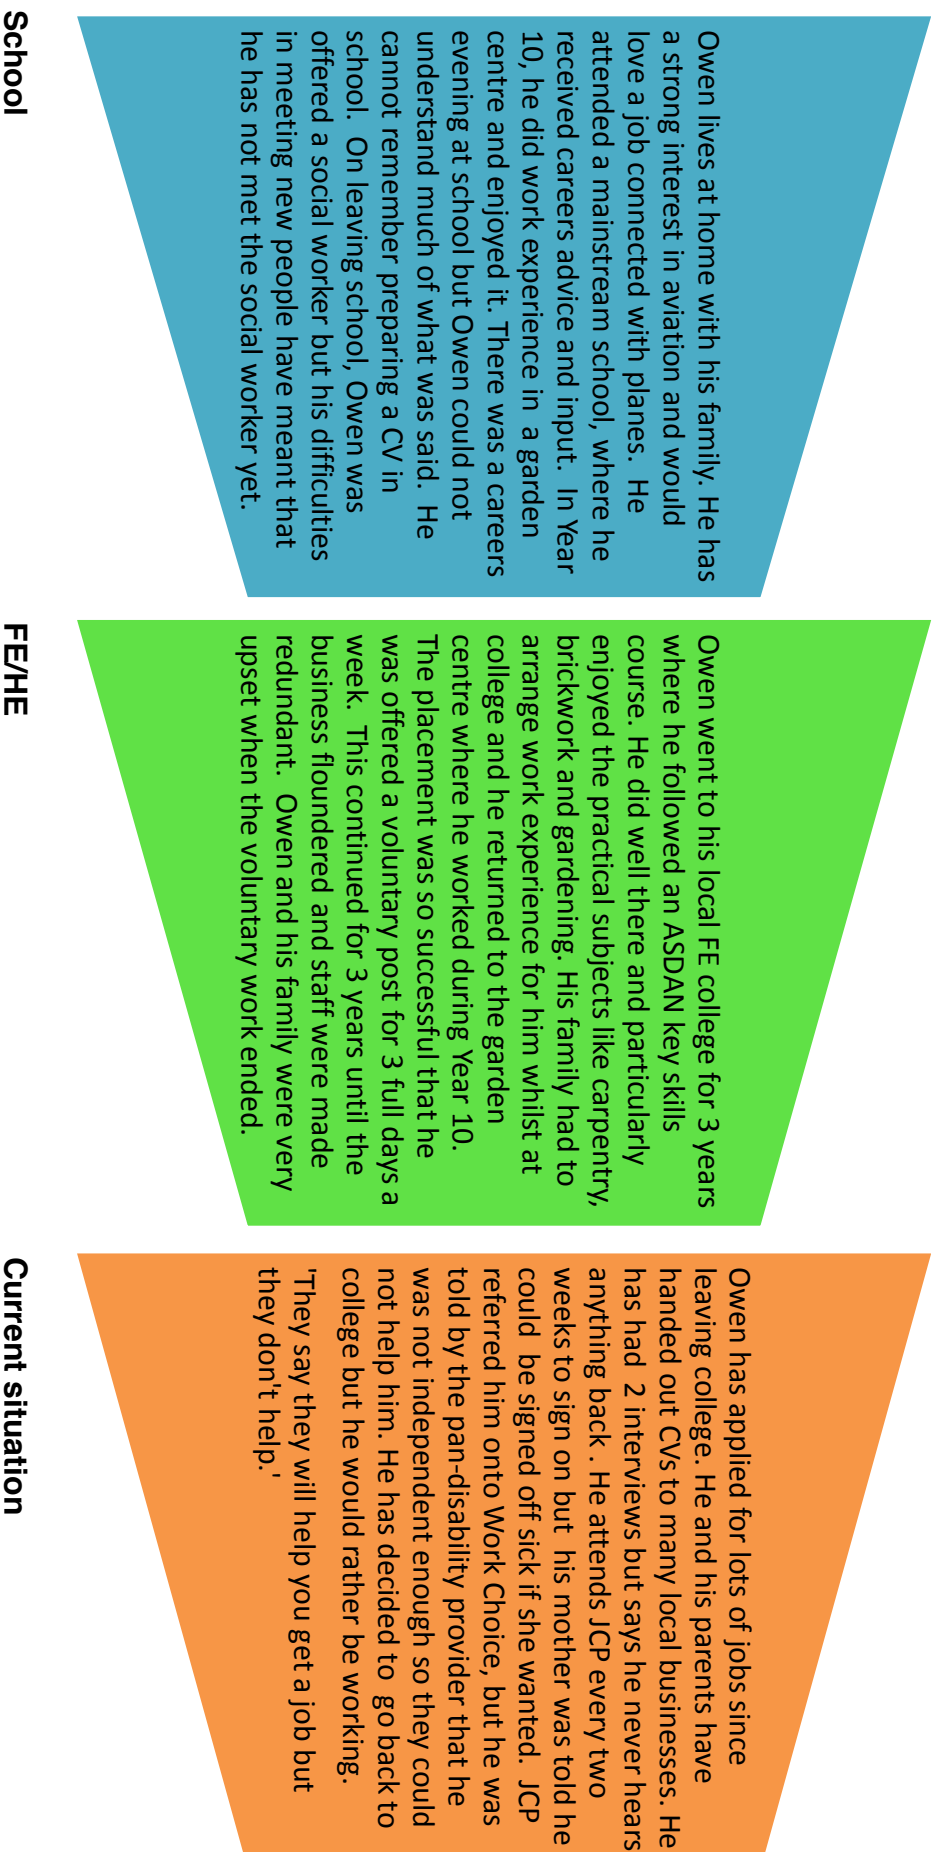 School
Owen lives at home with his family. He has
a strong interest in aviation and would
love a job connected with planes.  He
attended a mainstream school, where he
received careers advice and input.  In Year
10, he did work experience in  a garden
centre and enjoyed it. There was a careers
evening at school but Owen could not
understand much of what was said.  He
cannot remember preparing a CV in
school.  On leaving school, Owen was
offered a social worker but his difficulties
in meeting new people have meant that
he has not met the social worker yet.
FE/HE
Owen went to his local FE college for 3 years
where he followed an ASDAN key skills
course. He did well there and particularly
enjoyed the practical subjects like carpentry,
brickwork and gardening. His family had to
arrange work experience for him whilst at
college and he returned to the garden
centre where he worked during Year 10.
The placement was so successful that he
was offered a voluntary post for 3 full days a
week.  This continued for 3 years until the
business floundered and staff were made
redundant.  Owen and his family were very
upset when the voluntary work ended.
Current situation
Owen has applied for lots of jobs since
leaving college. He and his parents have
handed out CVs to many local businesses. He
has had  2 interviews but says he never hears
anything back . He attends JCP every two
weeks to sign on but  his mother was told he
could  be signed off sick if she wanted.  JCP
referred him onto Work Choice, but he was
told by the pan-disability provider that he
was not independent enough so they could
not help him. He has decided to  go back to
college but he would rather be working.
'They say they will help you get a job but
they don't help.'